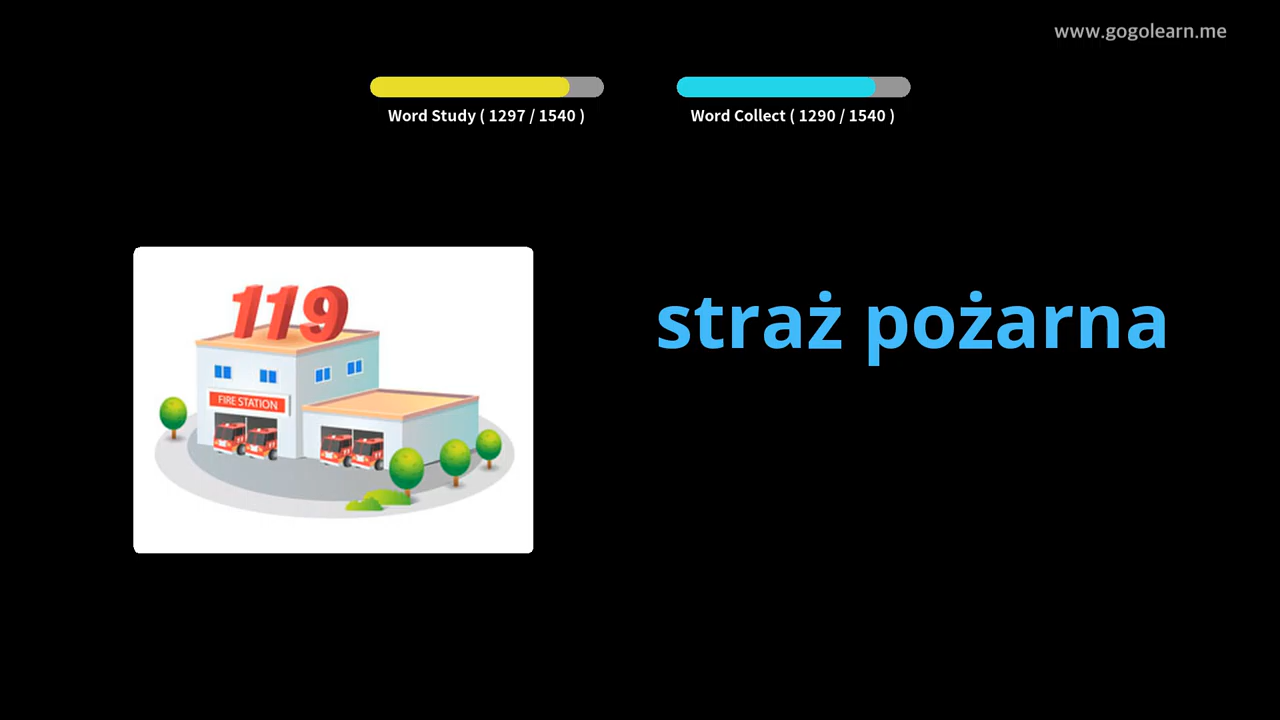 www.gogolearn.me
Word Study ( 1297 / 1540 )
Word Collect ( 1290 / 1540 )
119
FIRE STATION
straż pożarna